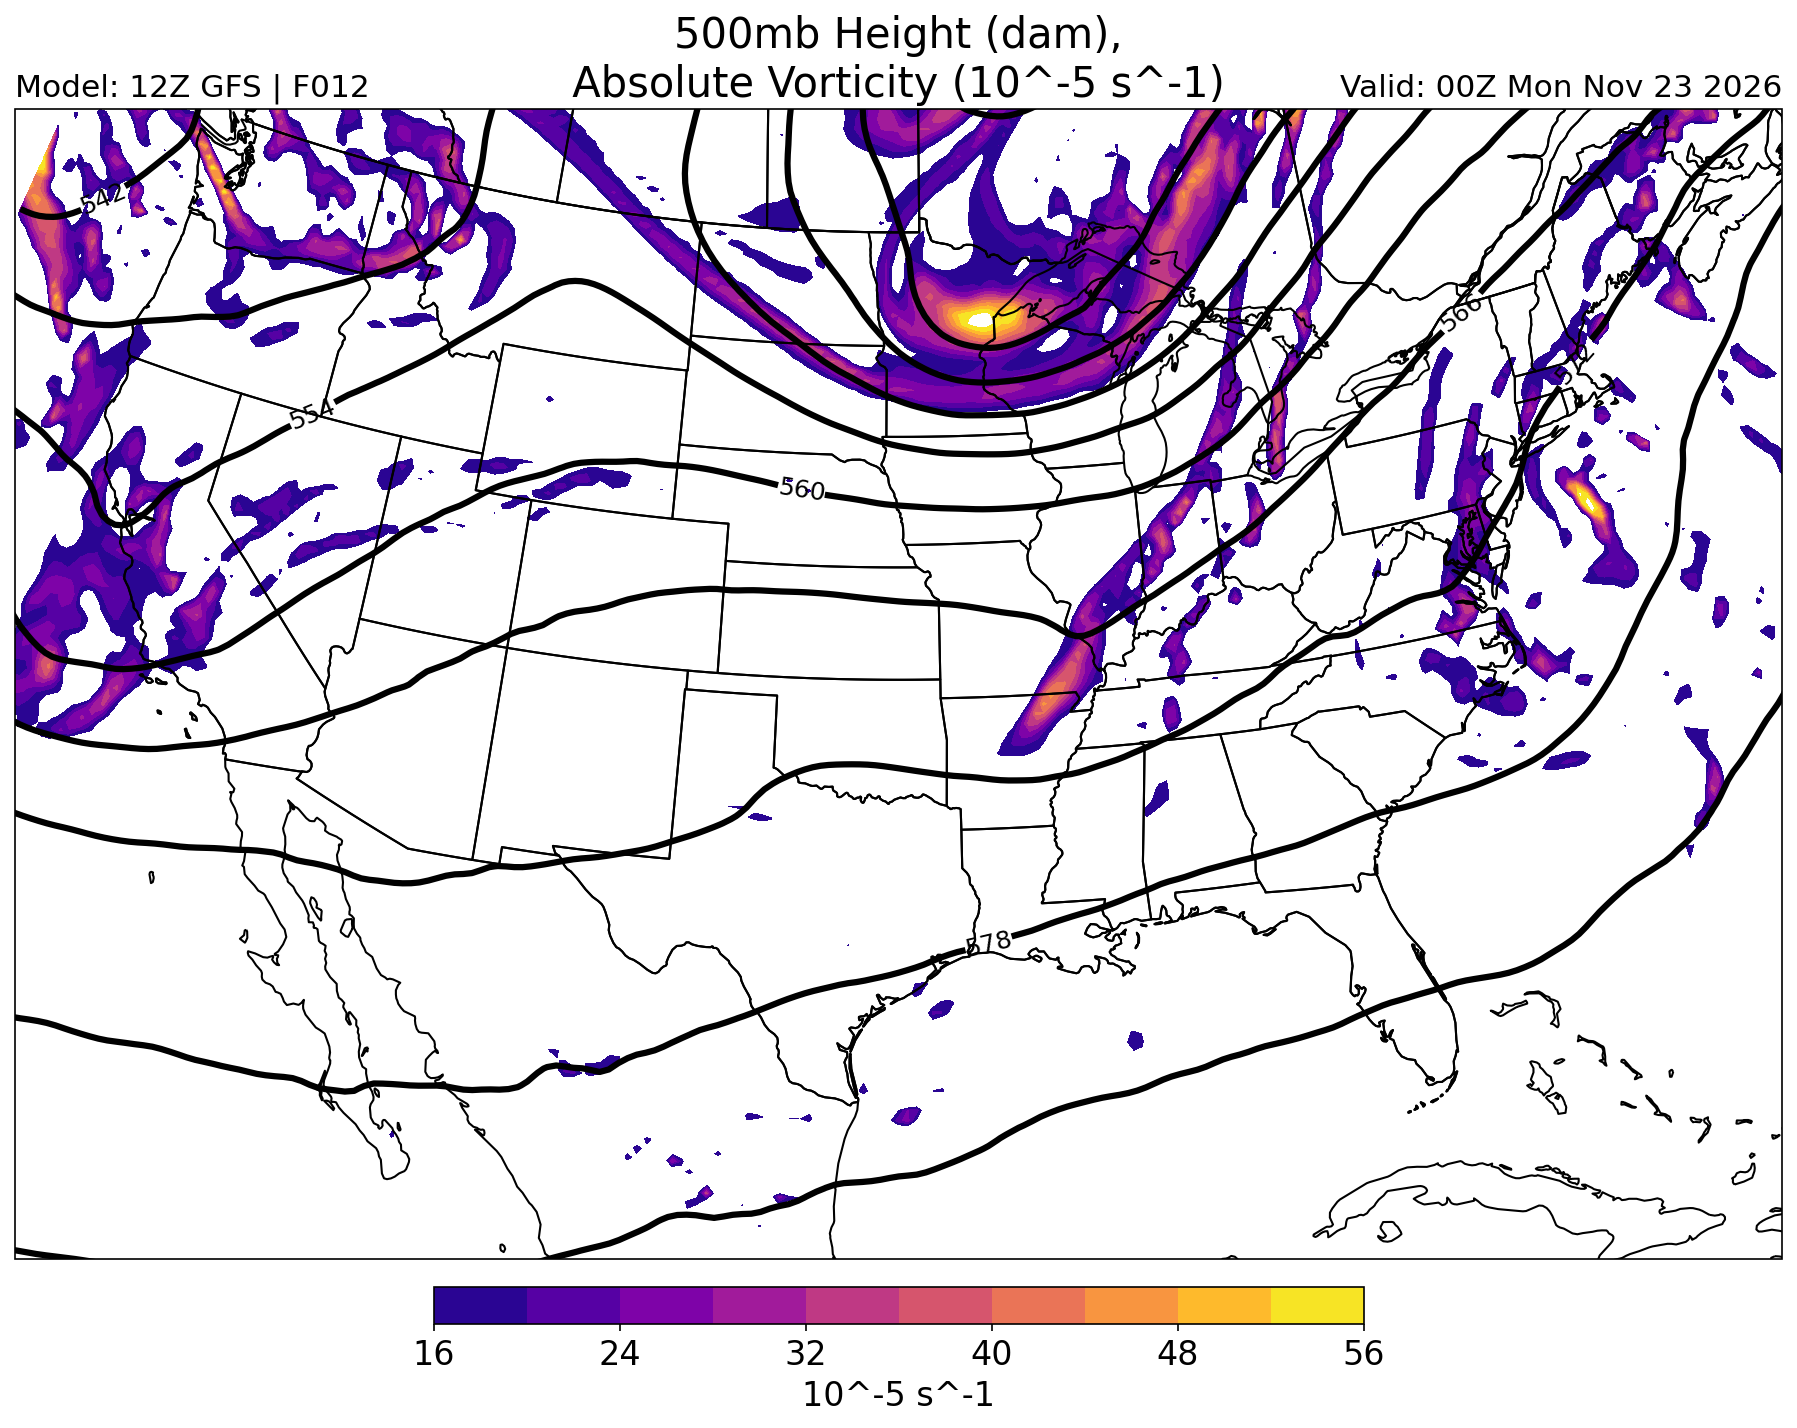 500mb Height (dam),
Absolute Vorticity (10^-5 s^-1)
Model: 12Z GFS | F012
Valid: 00Z Mon Nov 23 2026
542
566
554
560
578
16 24 32 40 48 56
10^-5 s^-1